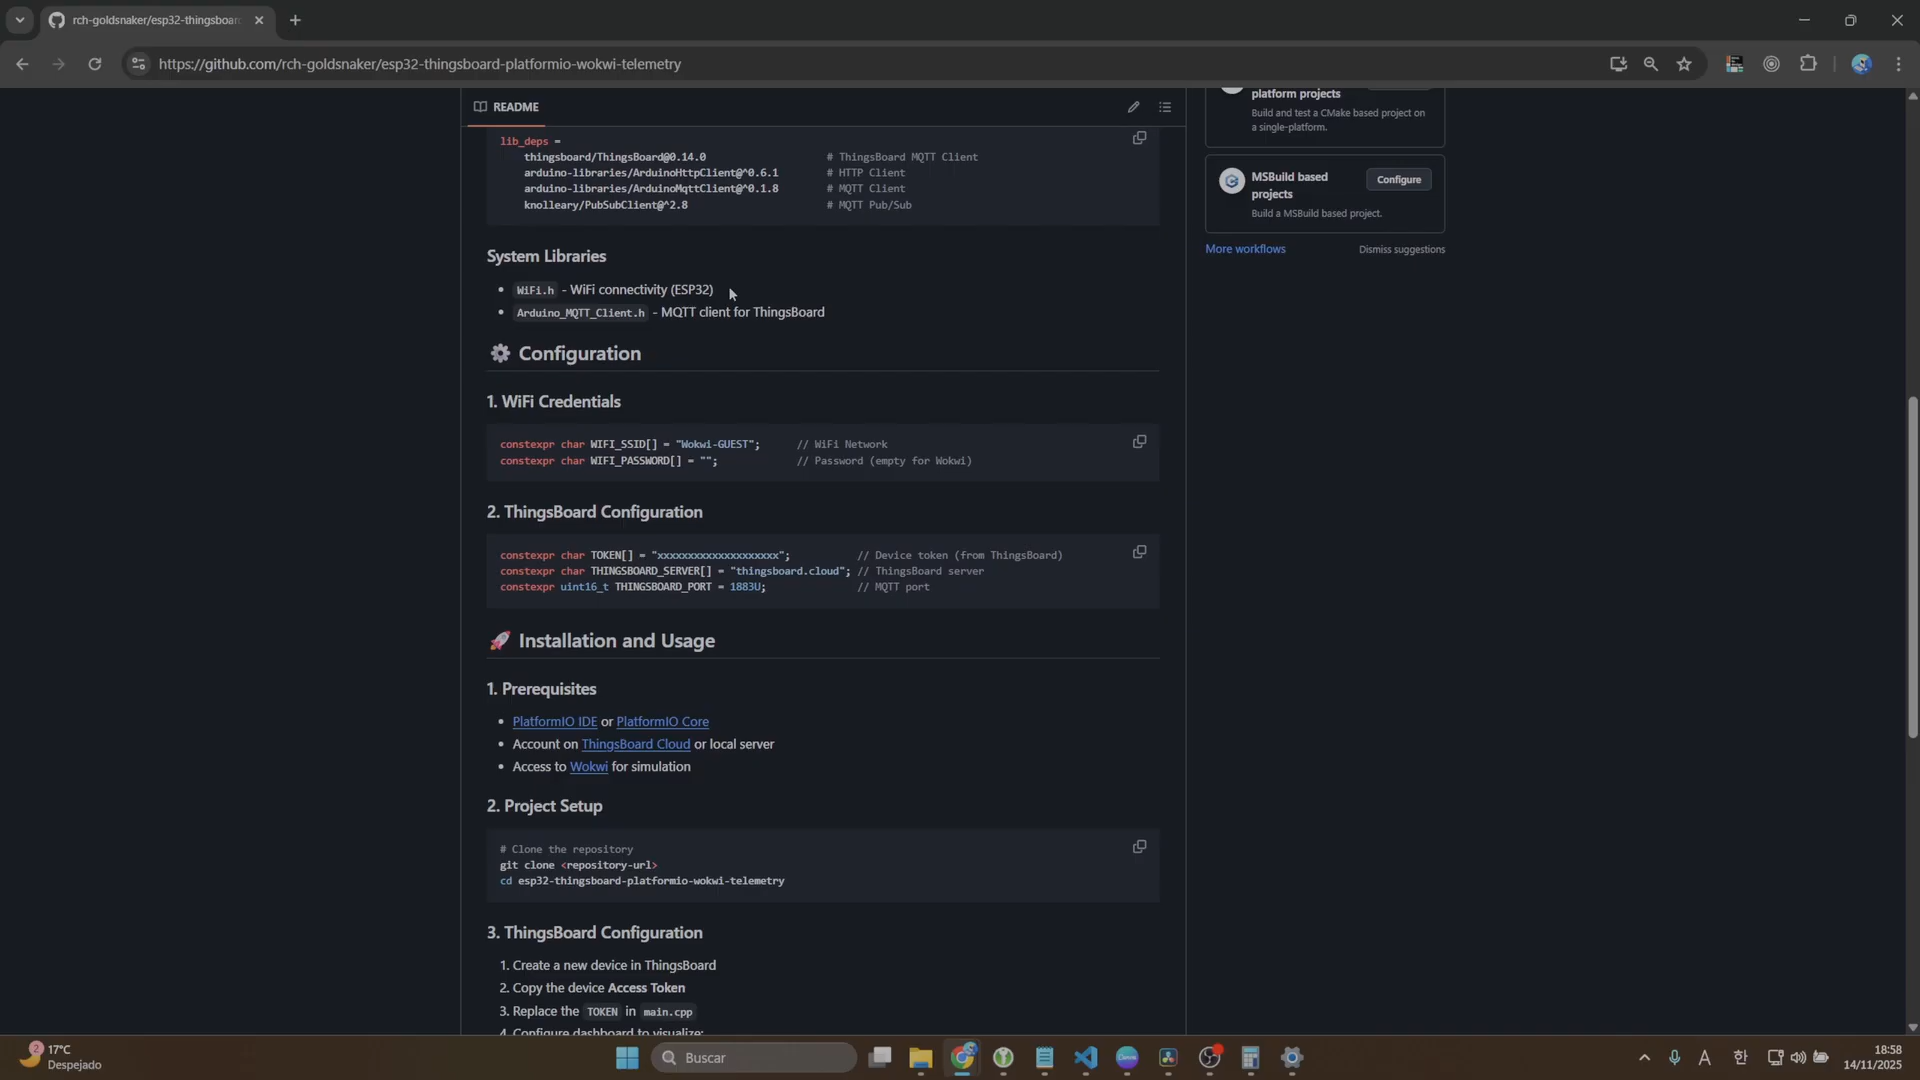 rch-goldsnaker/esp32-thingsboard
https://github.com/rch-goldsnaker/esp32-thingsboard-platformio-wokwi-telemetry
README
lib_deps =
thingsboard/ThingsBoard@0.14.0 # ThingsBoard MQTT Client
arduino-libraries/ArduinoHttpClient@^0.6.1 # HTTP Client
arduino-libraries/ArduinoMqttClient@^0.1.8 # MQTT Client
knolleary/PubSubClient@^2.8 # MQTT Pub/Sub
System Libraries
• WiFi.h - WiFi connectivity (ESP32)
• Arduino_MQTT_Client.h - MQTT client for ThingsBoard
Configuration
1. WiFi Credentials
constexpr char WIFI_SSID[] = "Wokwi-GUEST"; // WiFi Network
constexpr char WIFI_PASSWORD[] = ""; // Password (empty for Wokwi)
2. ThingsBoard Configuration
constexpr char TOKEN[] = "xxxxxxxxxxxxxxxxxxxx"; // Device token (from ThingsBoard)
constexpr char THINGSBOARD_SERVER[] = "thingsboard.cloud"; // ThingsBoard server
constexpr uint16_t THINGSBOARD_PORT = 1883U; // MQTT port
Installation and Usage
1. Prerequisites
• PlatformIO IDE or PlatformIO Core
• Account on ThingsBoard Cloud or local server
• Access to Wokwi for simulation
2. Project Setup
# Clone the repository
git clone <repository-url>
cd esp32-thingsboard-platformio-wokwi-telemetry
3. ThingsBoard Configuration
1. Create a new device in ThingsBoard
2. Copy the device Access Token
3. Replace the TOKEN in main.cpp
4. Configure dashboard to visualize:
platform projects
Build and test a CMake based project on
a single-platform.
MSBuild based
projects
Configure
Build a MSBuild based project.
More workflows
Dismiss suggestions
2
17°C
Despejado
Buscar
A
한
18:58
14/11/2025